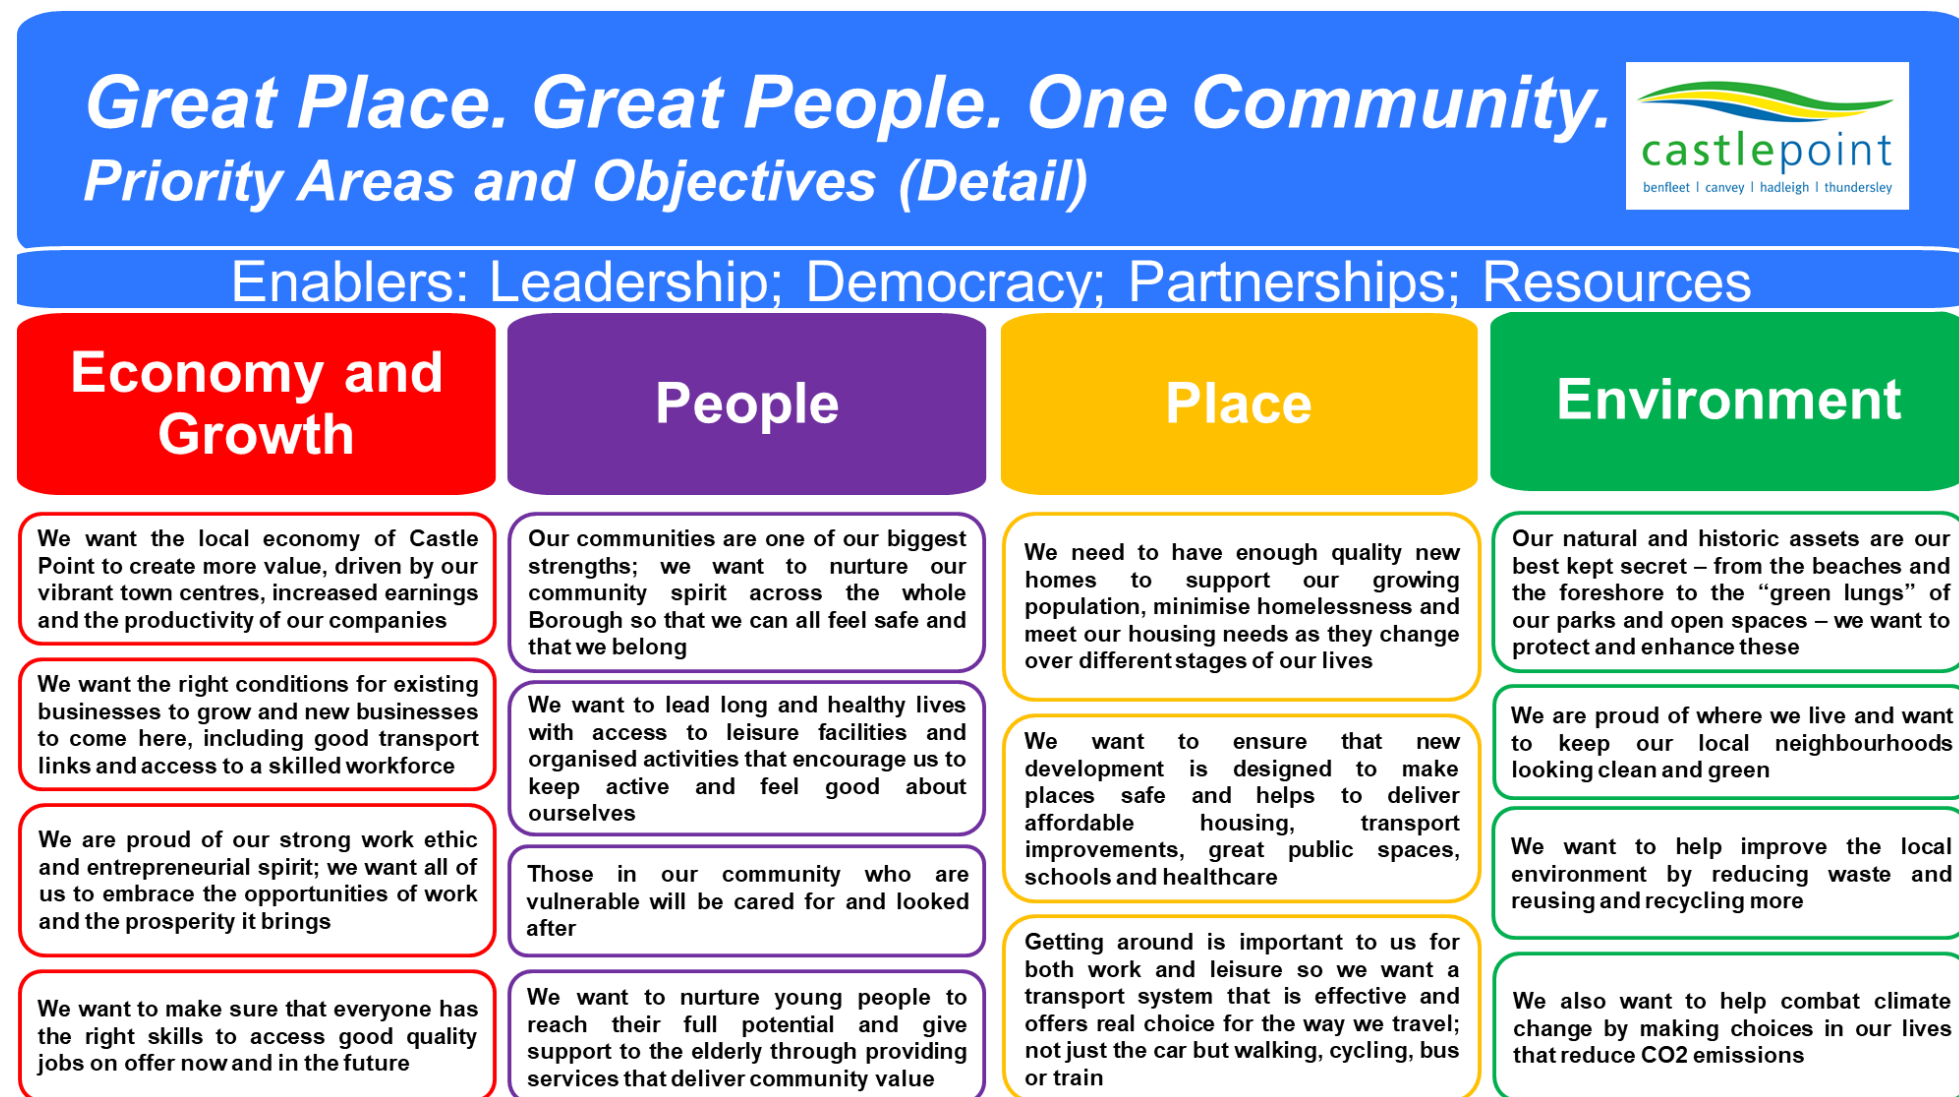 Great Place. Great People. One Community.
Priority Areas and Objectives (Detail)
castlepoint
benfleet | canvey | hadleigh | thundersley
Enablers: Leadership; Democracy; Partnerships; Resources
Economy and
Growth
We want the local economy of Castle
Point to create more value, driven by our
vibrant town centres, increased earnings
and the productivity of our companies
We want the right conditions for existing
businesses to grow and new businesses
to come here, including good transport
links and access to a skilled workforce
We are proud of our strong work ethic
and entrepreneurial spirit; we want all of
us to embrace the opportunities of work
and the prosperity it brings
We want to make sure that everyone has
the right skills to access good quality
jobs on offer now and in the future
People
Our communities are one of our biggest
strengths; we want to nurture our
community spirit across the whole
Borough so that we can all feel safe and
that we belong
We want to lead long and healthy lives
with access to leisure facilities and
organised activities that encourage us to
keep active and feel good about
ourselves
Those in our community who are
vulnerable will be cared for and looked
after
We want to nurture young people to
reach their full potential and give
support to the elderly through providing
services that deliver community value
Place
We need to have enough quality new
homes to support our growing
population, minimise homelessness and
meet our housing needs as they change
over different stages of our lives
We want to ensure that new
development is designed to make
places safe and helps to deliver
affordable housing, transport
improvements, great public spaces,
schools and healthcare
Getting around is important to us for
both work and leisure so we want a
transport system that is effective and
offers real choice for the way we travel;
not just the car but walking, cycling, bus
or train
Environment
Our natural and historic assets are our
best kept secret – from the beaches and
the foreshore to the “green lungs” of
our parks and open spaces – we want to
protect and enhance these
We are proud of where we live and want
to keep our local neighbourhoods
looking clean and green
We want to help improve the local
environment by reducing waste and
reusing and recycling more
We also want to help combat climate
change by making choices in our lives
that reduce CO2 emissions